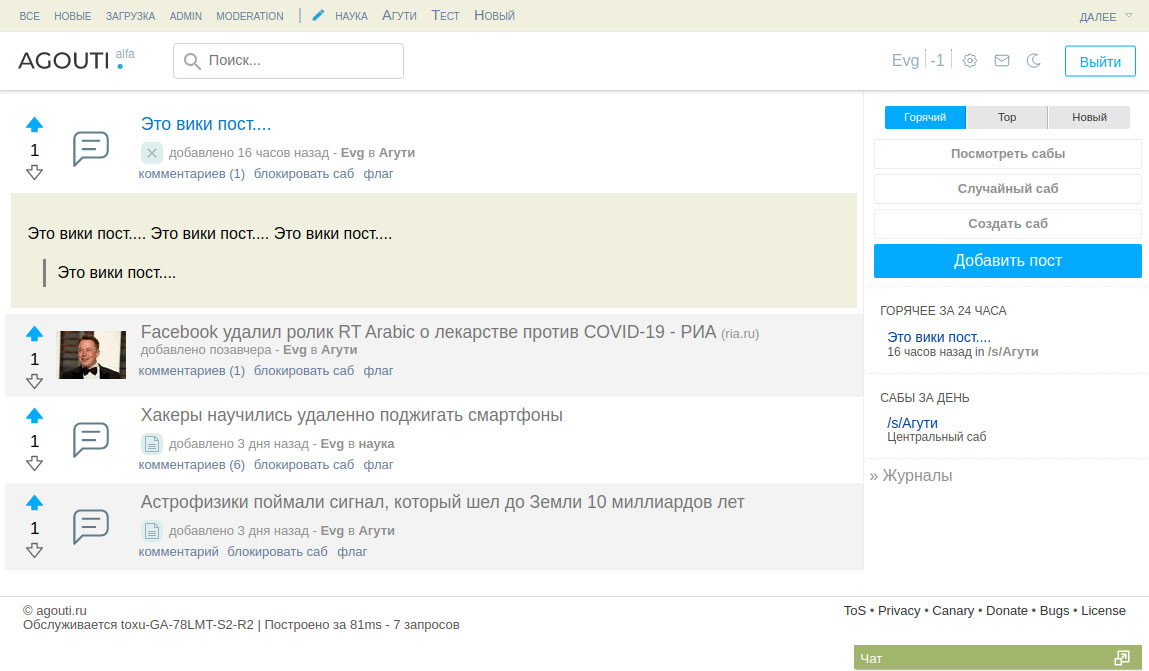 ВСЕ НОВЫЕ ЗАГРУЗКА ADMIN MODERATION | НАУКА АГУТИ ТЕСТ НОВЫЙ ДАЛЕЕ
AGOUTI alfa
Поиск...
Evg -1 Выйти
Это вики пост....
1
добавлено 16 часов назад - Evg в Агути
комментариев (1) блокировать саб флаг
Это вики пост.... Это вики пост.... Это вики пост....
Это вики пост....
Facebook удалил ролик RT Arabic о лекарстве против COVID-19 - РИА (ria.ru)
1
добавлено позавчера - Evg в Агути
комментариев (1) блокировать саб флаг
Хакеры научились удаленно поджигать смартфоны
1
добавлено 3 дня назад - Evg в наука
комментариев (6) блокировать саб флаг
Астрофизики поймали сигнал, который шел до Земли 10 миллиардов лет
1
добавлено 3 дня назад - Evg в Агути
комментарий блокировать саб флаг
Горячий Top Новый
Посмотреть сабы
Случайный саб
Создать саб
Добавить пост
ГОРЯЧЕЕ ЗА 24 ЧАСА
Это вики пост....
16 часов назад in /s/Агути
САБЫ ЗА ДЕНЬ
/s/Агути
Центральный саб
» Журналы
© agouti.ru
Обслуживается toxu-GA-78LMT-S2-R2 | Построено за 81ms - 7 запросов
ToS • Privacy • Canary • Donate • Bugs • License
Чат